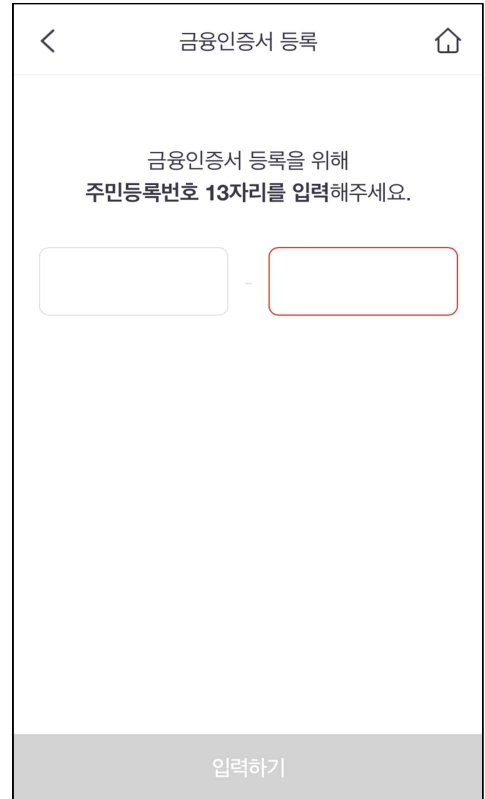 금융인증서 등록
금융인증서 등록을 위해
주민등록번호 13자리를 입력해주세요.
-
입력하기